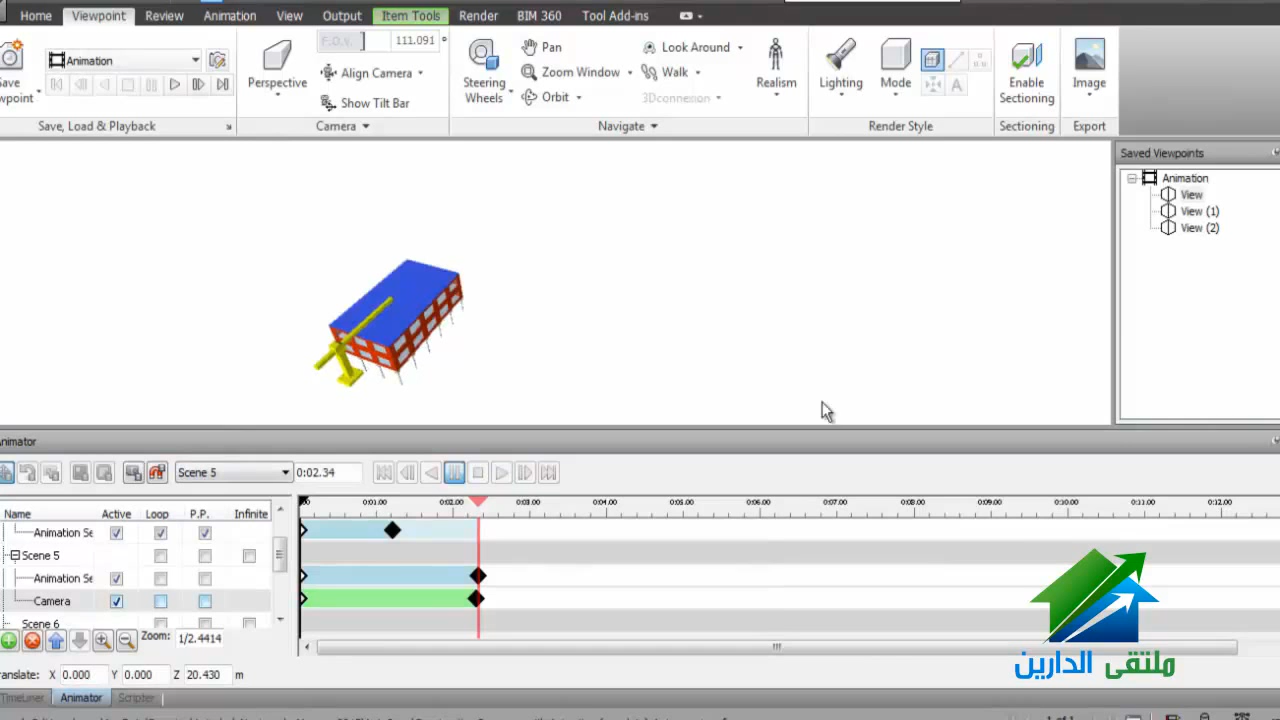 Home Viewpoint Review Animation View Output Item Tools Render BIM 360 Tool Add-ins
Animation
Save
wpoint
Save, Load & Playback
Perspective
F.O.V. 111.091
Align Camera
Show Tilt Bar
Camera
Steering
Wheels
Pan
Zoom Window
Orbit
Look Around
Walk
3Dconnexion
Navigate
Realism
Lighting
Mode
Render Style
Enable
Sectioning
Sectioning
Image
Export
Saved Viewpoints
Animation
View
View (1)
View (2)
Animator
Scene 5 0:02.34
0:01.00 0:02.00 0:03.00 0:04.00 0:05.00 0:06.00 0:07.00 0:08.00 0:09.00 0:10.00 0:11.00 0:12.00
Name Active Loop P.P. Infinite
Animation Se
Scene 5
Animation Se
Camera
Scene 6
Zoom: 1/2.4414
anslate: X 0.000 Y 0.000 Z 20.430 m
TimeLiner Animator Scripter
ملتقى الدارين